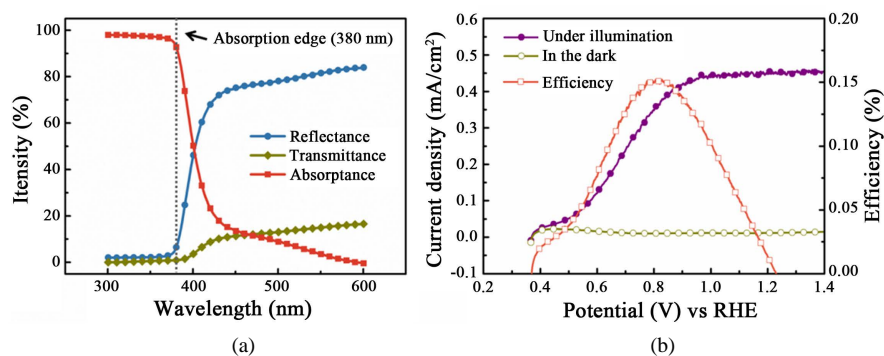 Absorption edge (380 nm)
Reflectance
Transmittance
Absorptance
Itensity (%)
100
80
60
40
20
0
300
400
500
600
Wavelength (nm)
(a)
Under illumination
In the dark
Efficiency
Current density (mA/cm²)
0.6
0.5
0.4
0.3
0.2
0.1
0.0
-0.1
0.2
0.4
0.6
0.8
1.0
1.2
1.4
Potential (V) vs RHE
0.20
0.15
0.10
0.05
0.00
Efficiency (%)
(b)